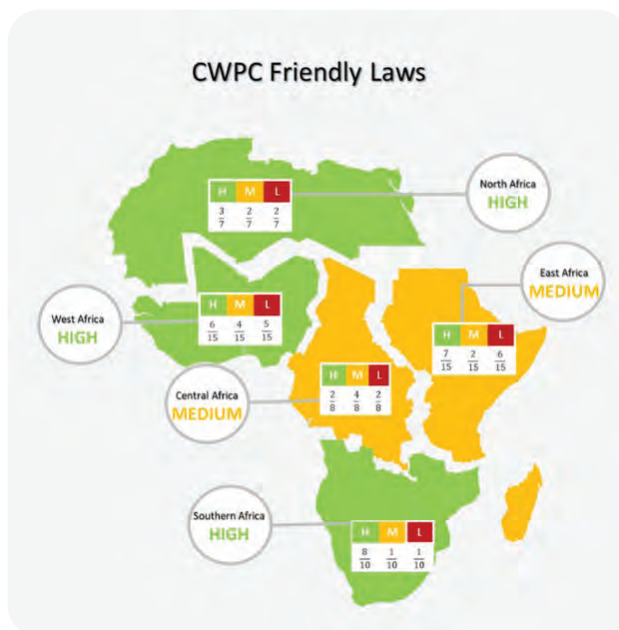 CWPC Friendly Laws
North Africa
HIGH
H M L
3/7 2/7 2/7
East Africa
MEDIUM
H M L
7/15 2/15 6/15
West Africa
HIGH
H M L
6/15 4/15 5/15
Central Africa
MEDIUM
H M L
2/8 4/8 2/8
Southern Africa
HIGH
H M L
8/10 1/10 1/10